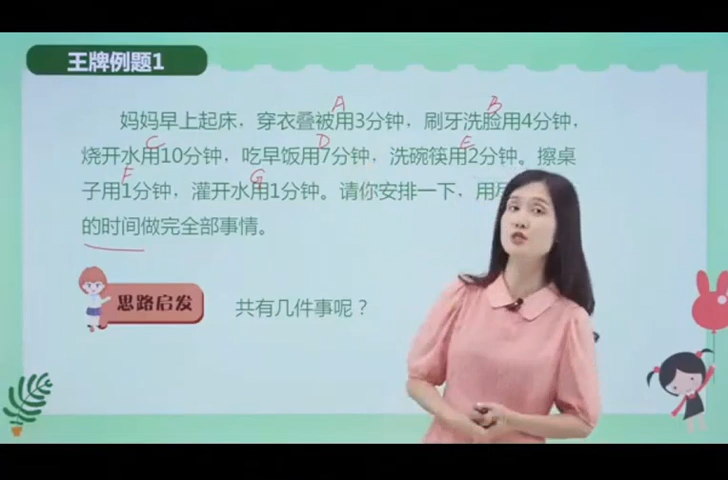 王牌例题1
A B
妈妈早上起床，穿衣叠被用3分钟，刷牙洗脸用4分钟，
C D E
烧开水用10分钟，吃早饭用7分钟，洗碗筷用2分钟。擦桌
F G
子用1分钟，灌开水用1分钟。请你安排一下，用
的时间做完全部事情。
思路启发
共有几件事呢？